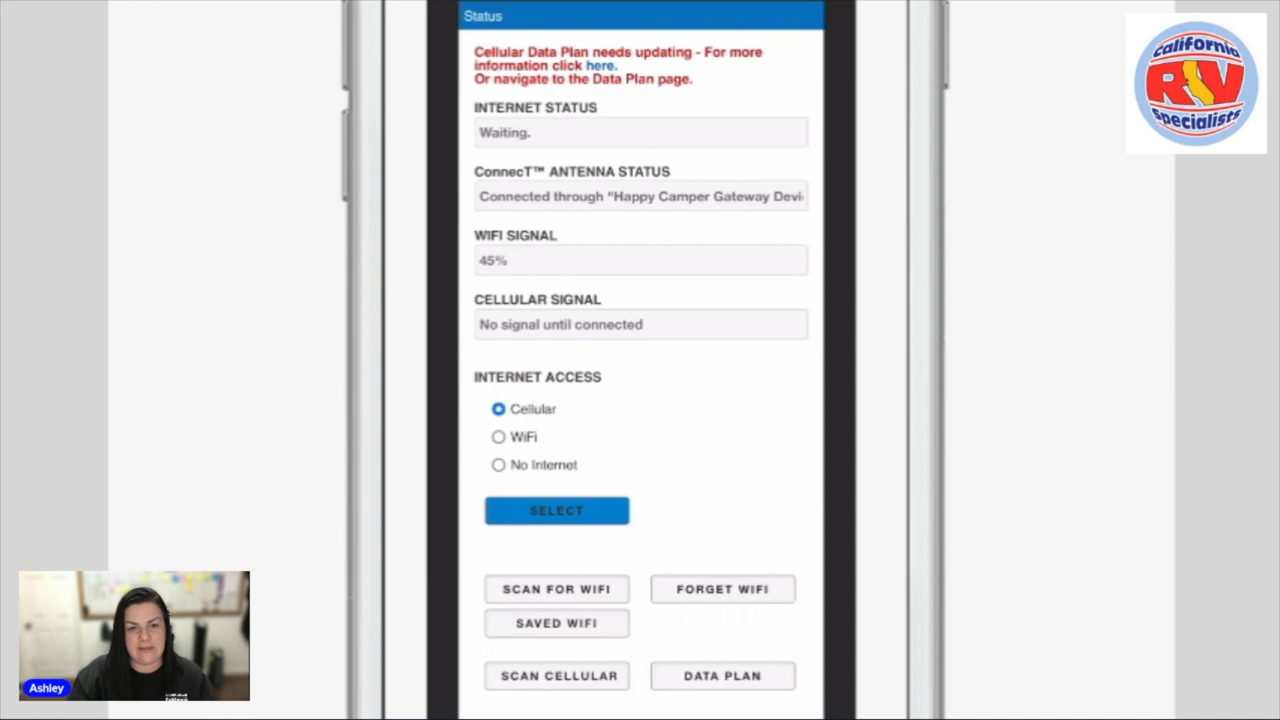 Status
Cellular Data Plan needs updating - For more
information click here.
Or navigate to the Data Plan page.
INTERNET STATUS
Waiting.
ConnecT™ ANTENNA STATUS
Connected through "Happy Camper Gateway Devi
WIFI SIGNAL
45%
CELLULAR SIGNAL
No signal until connected
INTERNET ACCESS
Cellular
WiFi
No Internet
SELECT
SCAN FOR WIFI
FORGET WIFI
SAVED WIFI
SCAN CELLULAR
DATA PLAN
California
RV
Specialists
Ashley